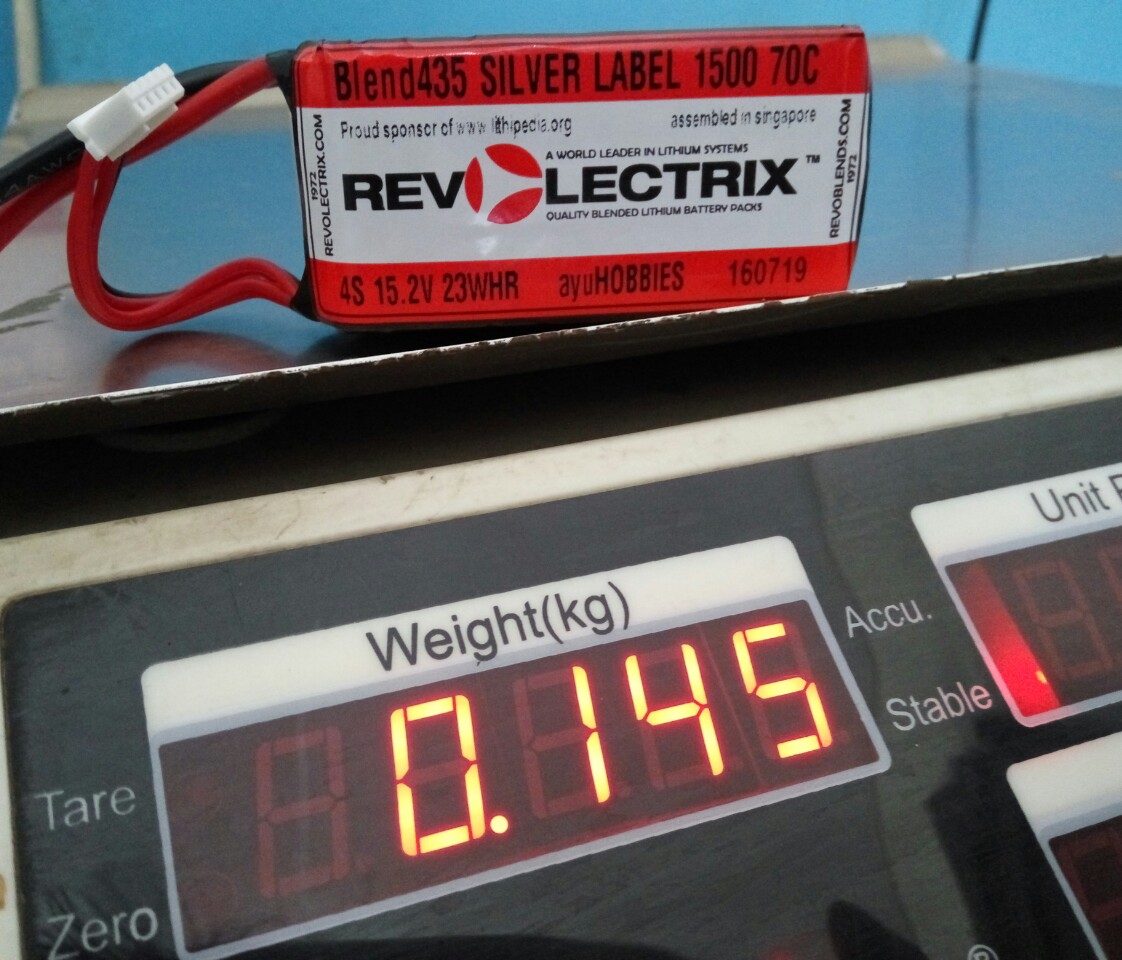 Blend435 SILVER LABEL 1500 70C
Proud sponsor of www lithipedia.org
assembled in singapore
1972
REVOLECTRIX.COM
A WORLD LEADER IN LITHIUM SYSTEMS
REVOLECTRIX™
QUALITY BLENDED LITHIUM BATTERY PACKS
REVOBLENDS.COM
1972
4S 15.2V 23WHR
ayuHOBBIES
160719
Unit
Weight(kg)
0.145
Accu.
Stable
Tare
Zero
®